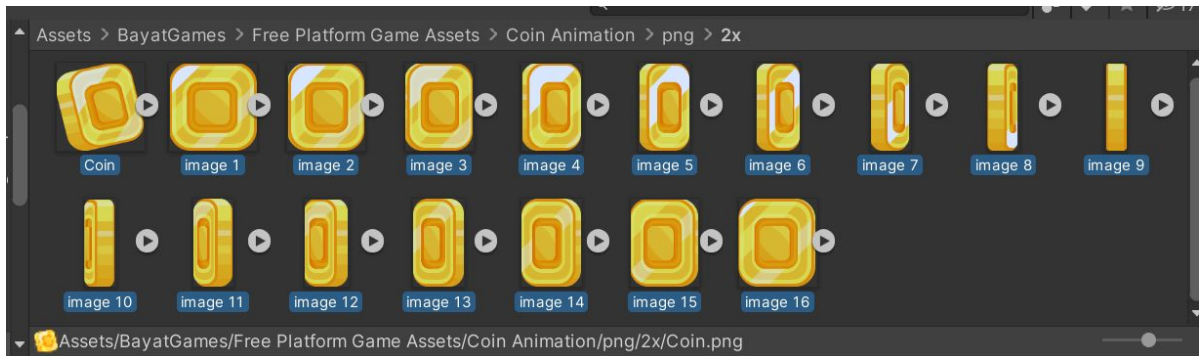 Assets > BayatGames > Free Platform Game Assets > Coin Animation > png > 2x
Coin image 1 image 2 image 3 image 4 image 5 image 6 image 7 image 8 image 9
image 10 image 11 image 12 image 13 image 14 image 15 image 16
Assets/BayatGames/Free Platform Game Assets/Coin Animation/png/2x/Coin.png